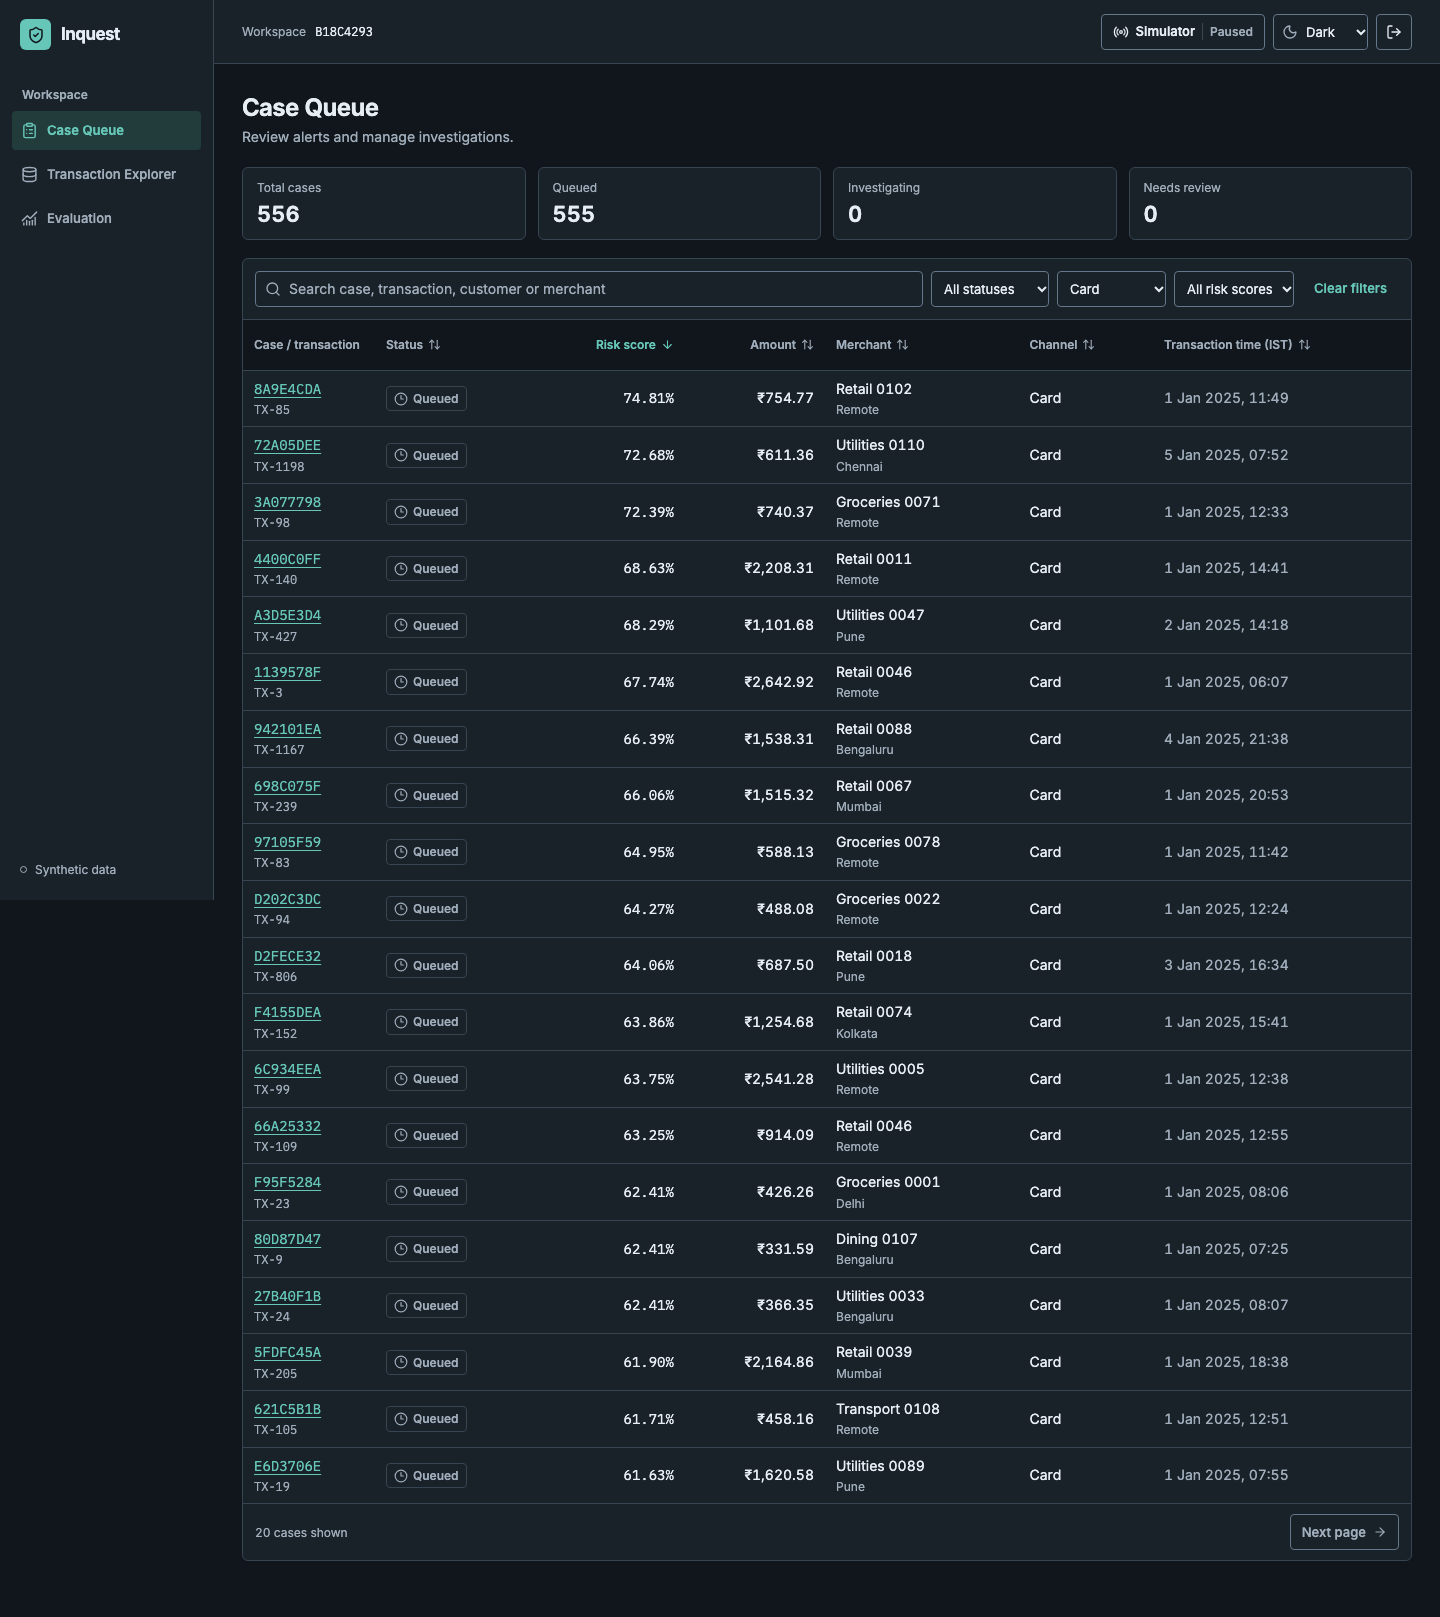 Inquest
Workspace B18C4293
Simulator Paused
Dark
Workspace
Case Queue
Transaction Explorer
Evaluation
Synthetic data
Case Queue
Review alerts and manage investigations.
Total cases
556
Queued
555
Investigating
0
Needs review
0
Search case, transaction, customer or merchant
All statuses
Card
All risk scores
Clear filters
Case / transaction Status Risk score Amount Merchant Channel Transaction time (IST)
8A9E4CDA Queued 74.81% ₹754.77 Retail 0102 Card 1 Jan 2025, 11:49
TX-85 Remote
72A05DEE Queued 72.68% ₹611.36 Utilities 0110 Card 5 Jan 2025, 07:52
TX-1198 Chennai
3A077798 Queued 72.39% ₹740.37 Groceries 0071 Card 1 Jan 2025, 12:33
TX-98 Remote
4400C0FF Queued 68.63% ₹2,208.31 Retail 0011 Card 1 Jan 2025, 14:41
TX-140 Remote
A3D5E3D4 Queued 68.29% ₹1,101.68 Utilities 0047 Card 2 Jan 2025, 14:18
TX-427 Pune
1139578F Queued 67.74% ₹2,642.92 Retail 0046 Card 1 Jan 2025, 06:07
TX-3 Remote
942101EA Queued 66.39% ₹1,538.31 Retail 0088 Card 4 Jan 2025, 21:38
TX-1167 Bengaluru
698C075F Queued 66.06% ₹1,515.32 Retail 0067 Card 1 Jan 2025, 20:53
TX-239 Mumbai
97105F59 Queued 64.95% ₹588.13 Groceries 0078 Card 1 Jan 2025, 11:42
TX-83 Remote
D202C3DC Queued 64.27% ₹488.08 Groceries 0022 Card 1 Jan 2025, 12:24
TX-94 Remote
D2FECE32 Queued 64.06% ₹687.50 Retail 0018 Card 3 Jan 2025, 16:34
TX-806 Pune
F4155DEA Queued 63.86% ₹1,254.68 Retail 0074 Card 1 Jan 2025, 15:41
TX-152 Kolkata
6C934EEA Queued 63.75% ₹2,541.28 Utilities 0005 Card 1 Jan 2025, 12:38
TX-99 Remote
66A25332 Queued 63.25% ₹914.09 Retail 0046 Card 1 Jan 2025, 12:55
TX-109 Remote
F95F5284 Queued 62.41% ₹426.26 Groceries 0001 Card 1 Jan 2025, 08:06
TX-23 Delhi
80D87D47 Queued 62.41% ₹331.59 Dining 0107 Card 1 Jan 2025, 07:25
TX-9 Bengaluru
27B40F1B Queued 62.41% ₹366.35 Utilities 0033 Card 1 Jan 2025, 08:07
TX-24 Bengaluru
5FDFC45A Queued 61.90% ₹2,164.86 Retail 0039 Card 1 Jan 2025, 18:38
TX-205 Mumbai
621C5B1B Queued 61.71% ₹458.16 Transport 0108 Card 1 Jan 2025, 12:51
TX-105 Remote
E6D3706E Queued 61.63% ₹1,620.58 Utilities 0089 Card 1 Jan 2025, 07:55
TX-19 Pune
20 cases shown
Next page